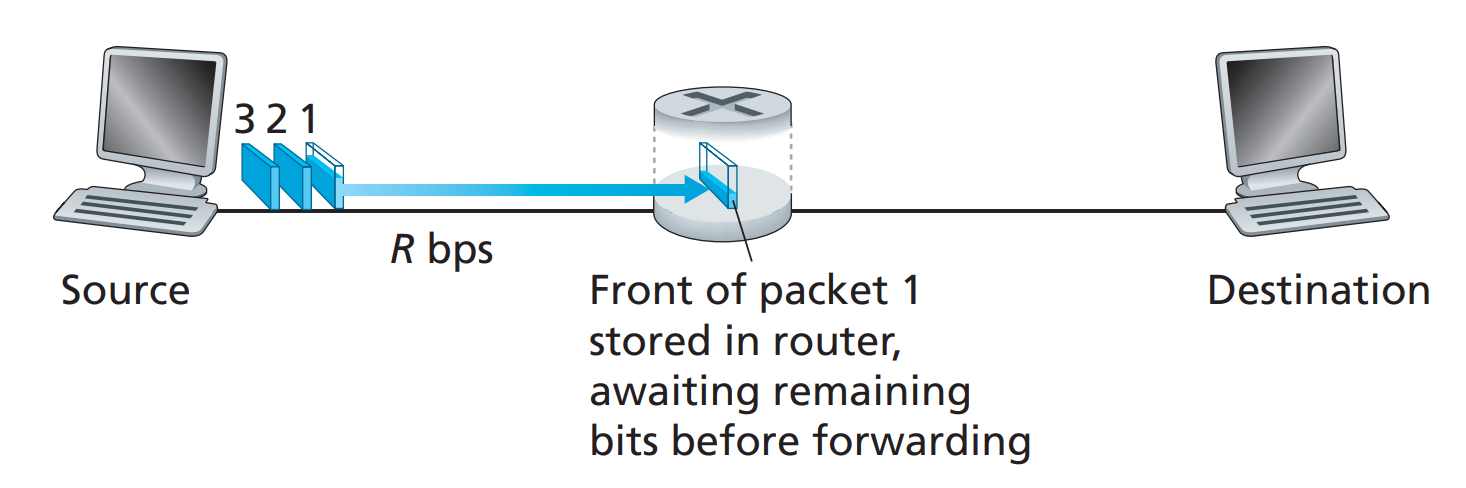 3 2 1
R bps
Source
Front of packet 1
stored in router,
awaiting remaining
bits before forwarding
Destination